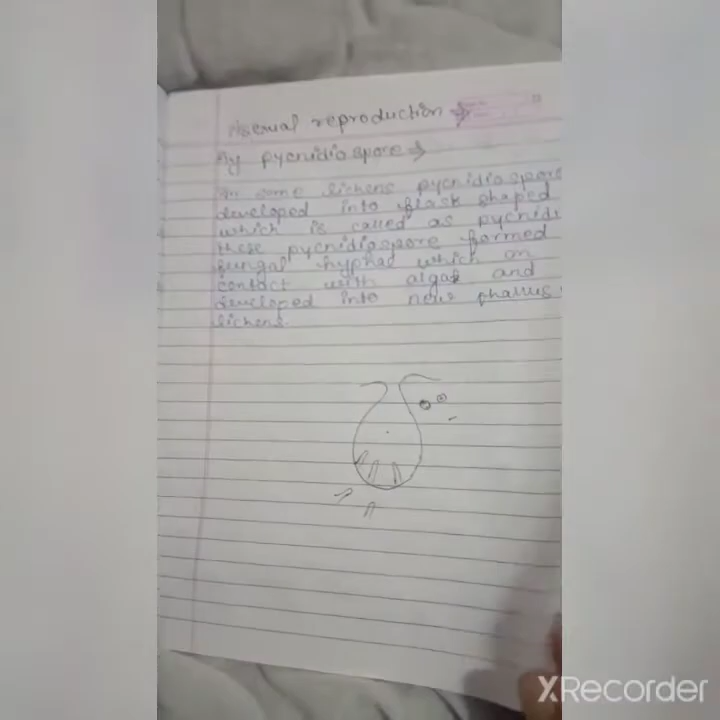 Asexual reproduction →
By pycnidiospore →
In some lichens pycnidiospore
developed into flask shaped
which is called as pycnidi
these pycnidiospore formed
fungal hyphae which on
contact with algae and
developed into new thallus
lichens.
XRecorder